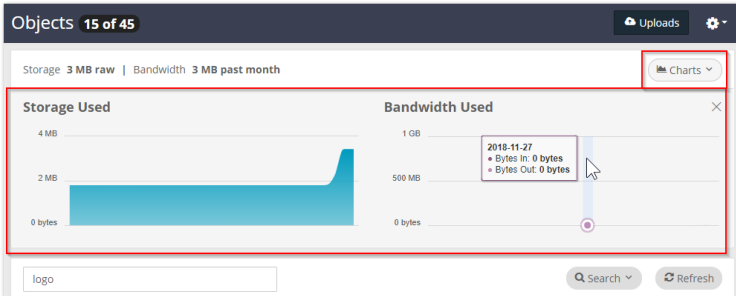 Objects 15 of 45
Uploads
Storage 3 MB raw | Bandwidth 3 MB past month
Charts
Storage Used
4 MB
2 MB
0 bytes
Bandwidth Used
1 GB
500 MB
0 bytes
2018-11-27
• Bytes In: 0 bytes
• Bytes Out: 0 bytes
logo
Search
Refresh